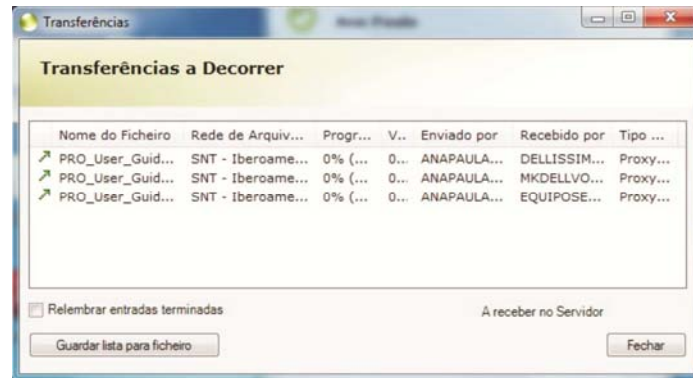 Transferências
Transferências a Decorrer
Nome do Ficheiro Rede de Arquiv... Progr... V... Enviado por Recebido por Tipo ...
PRO_User_Guid... SNT - Iberoame... 0% (... 0... ANAPAULA... DELLISSIM... Proxy...
PRO_User_Guid... SNT - Iberoame... 0% (... 0... ANAPAULA... MKDELLVO... Proxy...
PRO_User_Guid... SNT - Iberoame... 0% (... 0... ANAPAULA... EQUIPOSE... Proxy...
Relembrar entradas terminadas
A receber no Servidor
Guardar lista para ficheiro
Fechar